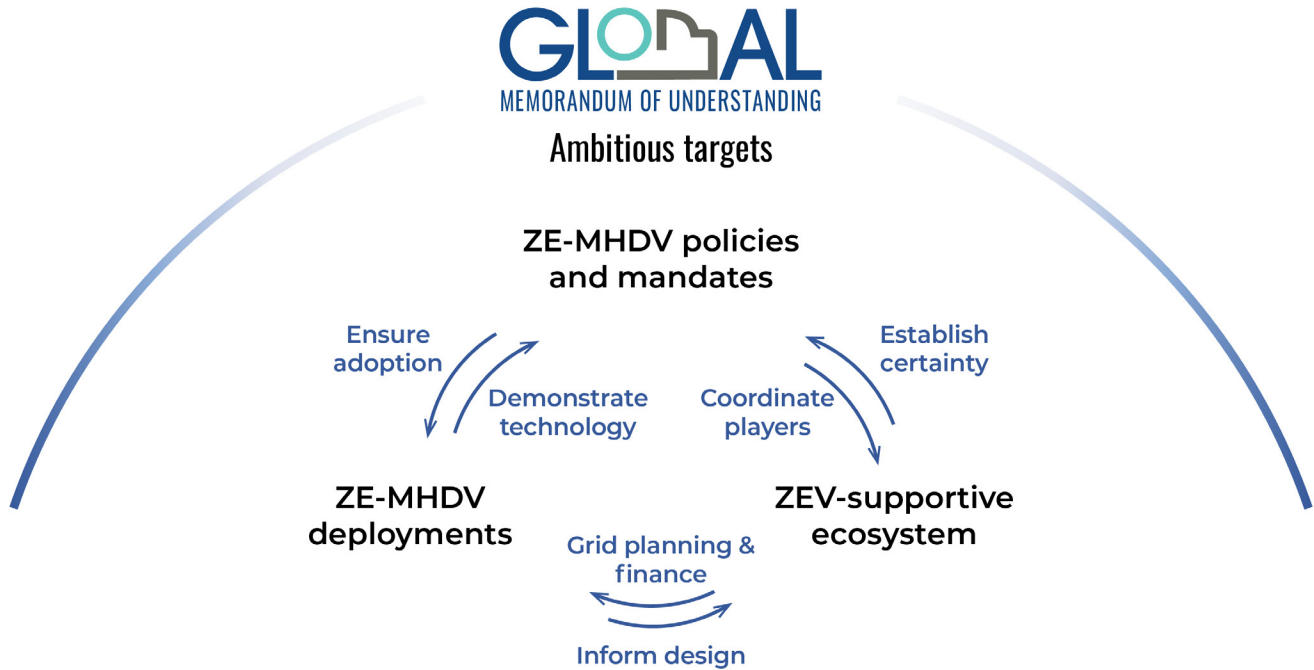 GLOBAL
MEMORANDUM OF UNDERSTANDING
Ambitious targets
ZE-MHDV policies
and mandates
Ensure
adoption
Demonstrate
technology
Establish
certainty
Coordinate
players
ZE-MHDV
deployments
ZEV-supportive
ecosystem
Grid planning &
finance
Inform design